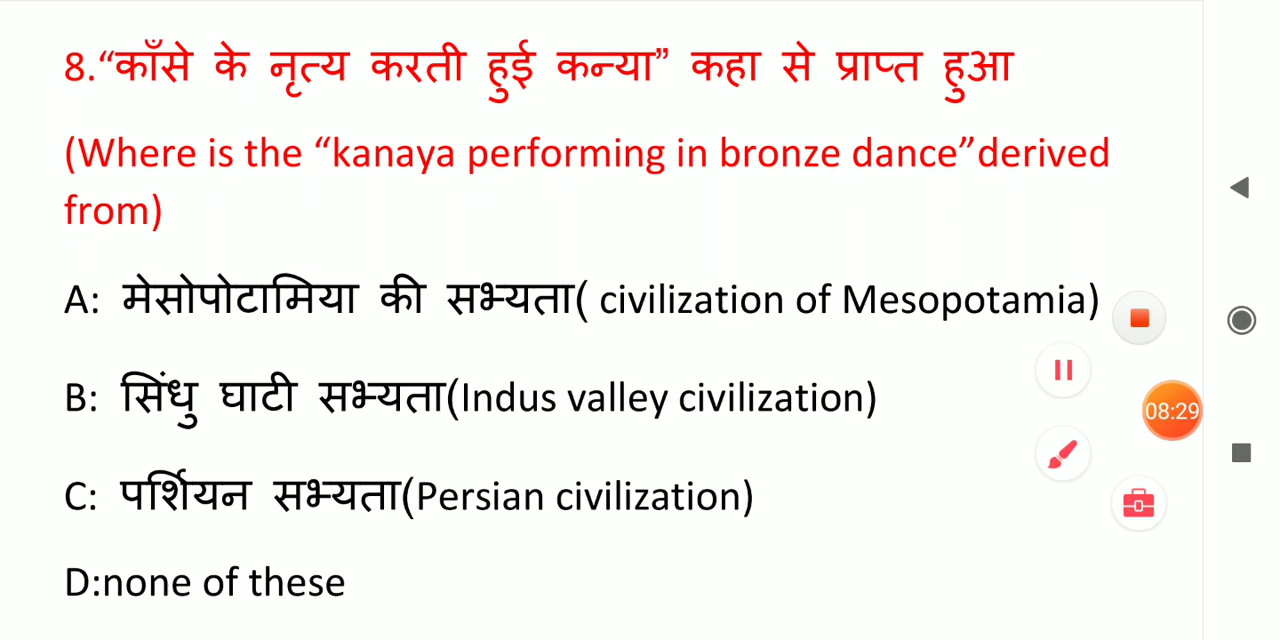 8.“काँसे के नृत्य करती हुई कन्या” कहा से प्राप्त हुआ
(Where is the “kanaya performing in bronze dance”derived
from)
A: मेसोपोटामिया की सभ्यता( civilization of Mesopotamia)
B: सिंधु घाटी सभ्यता(Indus valley civilization)
08:29
C: पर्शियन सभ्यता(Persian civilization)
D:none of these